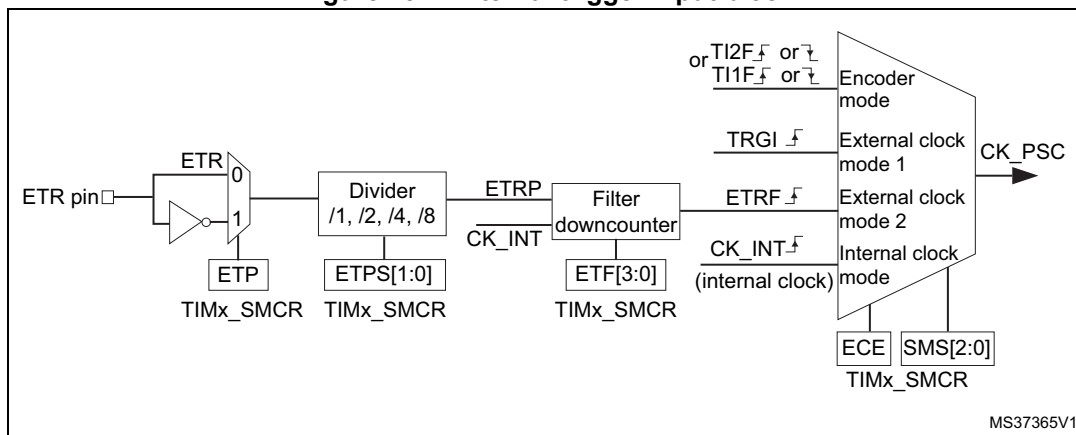 or TI2F or
TI1F or
Encoder
mode
TRGI
External clock
mode 1
CK_PSC
ETR
0
ETR pin
1
Divider
/1, /2, /4, /8
ETRP
CK_INT
Filter
downcounter
ETRF
External clock
mode 2
CK_INT
(internal clock)
Internal clock
mode
ETP
TIMx_SMCR
ETPS[1:0]
TIMx_SMCR
ETF[3:0]
TIMx_SMCR
ECE
SMS[2:0]
TIMx_SMCR
MS37365V1